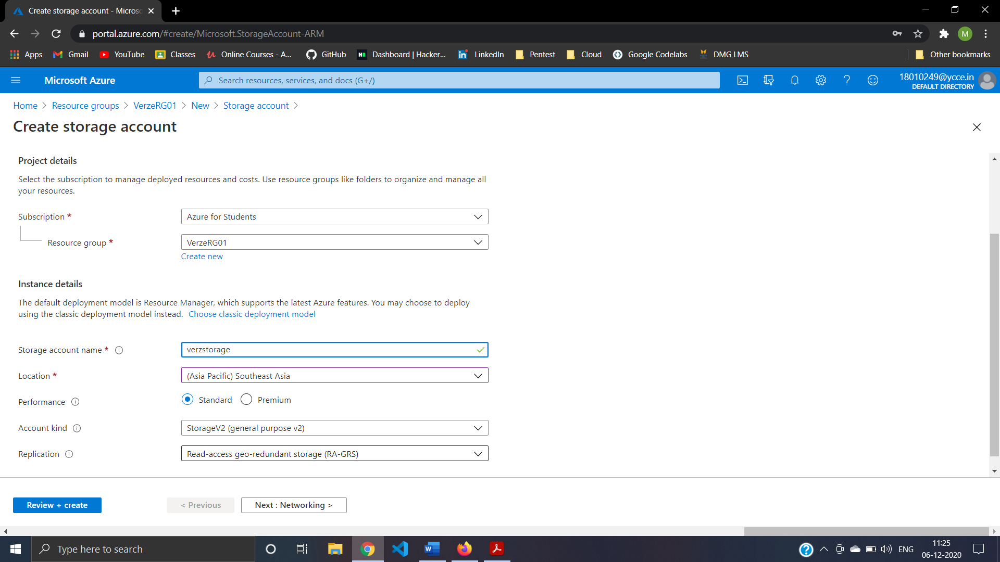 Create storage account - Microso
portal.azure.com/#create/Microsoft.StorageAccount-ARM
M
Apps
Gmail
YouTube
Classes
Online Courses - A...
GitHub
Dashboard | Hacker...
LinkedIn
Pentest
Cloud
Google Codelabs
DMG LMS
Other bookmarks
Microsoft Azure
Search resources, services, and docs (G+/)
18010249@ycce.in
DEFAULT DIRECTORY
Home > Resource groups > VerzeRG01 > New > Storage account >
Create storage account
Project details
Select the subscription to manage deployed resources and costs. Use resource groups like folders to organize and manage all
your resources.
Subscription *
Azure for Students
Resource group *
VerzeRG01
Create new
Instance details
The default deployment model is Resource Manager, which supports the latest Azure features. You may choose to deploy
using the classic deployment model instead. Choose classic deployment model
Storage account name *
verzstorage
Location *
(Asia Pacific) Southeast Asia
Performance
Standard
Premium
Account kind
StorageV2 (general purpose v2)
Replication
Read-access geo-redundant storage (RA-GRS)
Review + create
< Previous
Next : Networking >
Type here to search
ENG
11:25
06-12-2020